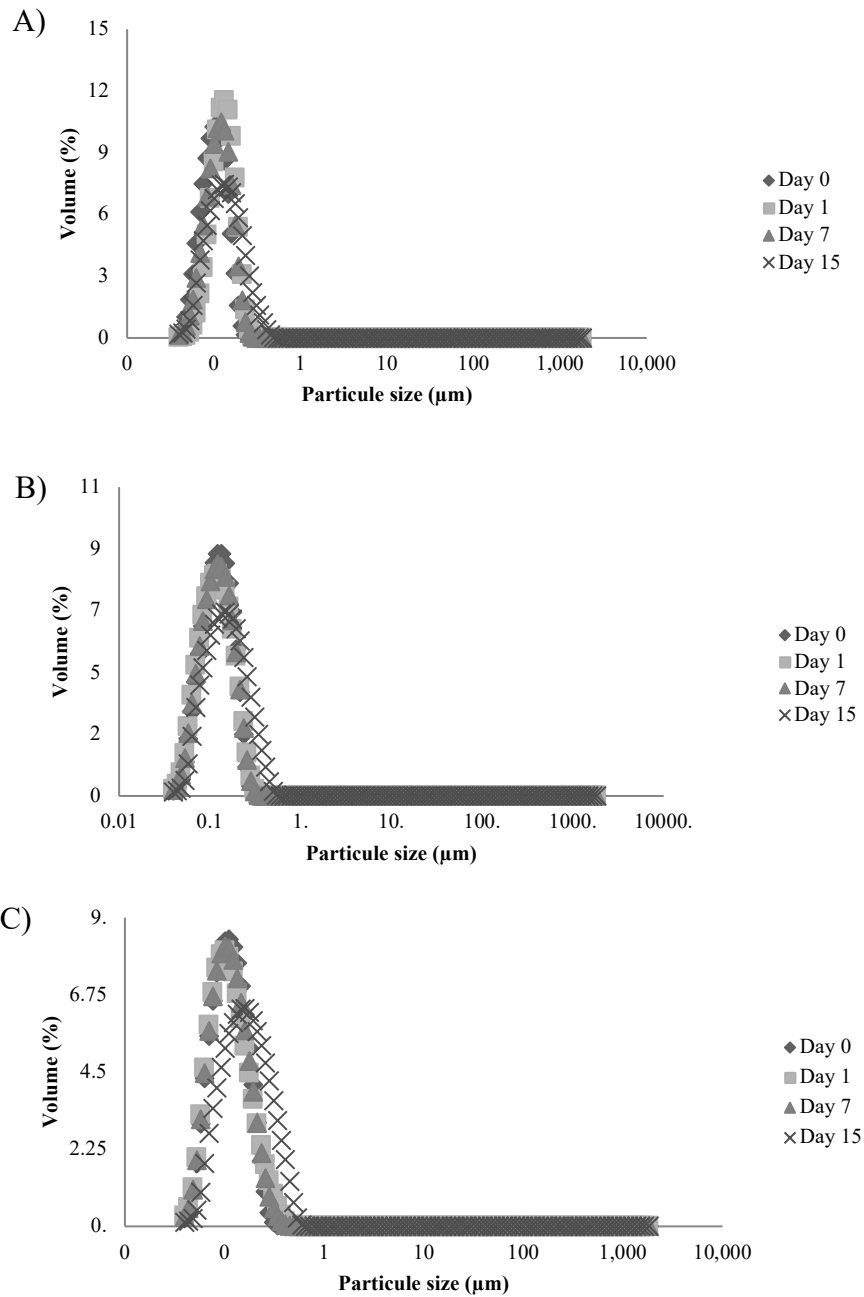 A)
15
12
9
6
3
0
Volume (%)
0 0 1 10 100 1,000 10,000
Particule size (µm)
Day 0
Day 1
Day 7
Day 15
B)
11
9
7
5
2
0
Volume (%)
0.01 0.1 1. 10. 100. 1000. 10000.
Particule size (µm)
Day 0
Day 1
Day 7
Day 15
C)
9.
6.75
4.5
2.25
0.
Volume (%)
0 0 1 10 100 1,000 10,000
Particule size (µm)
Day 0
Day 1
Day 7
Day 15